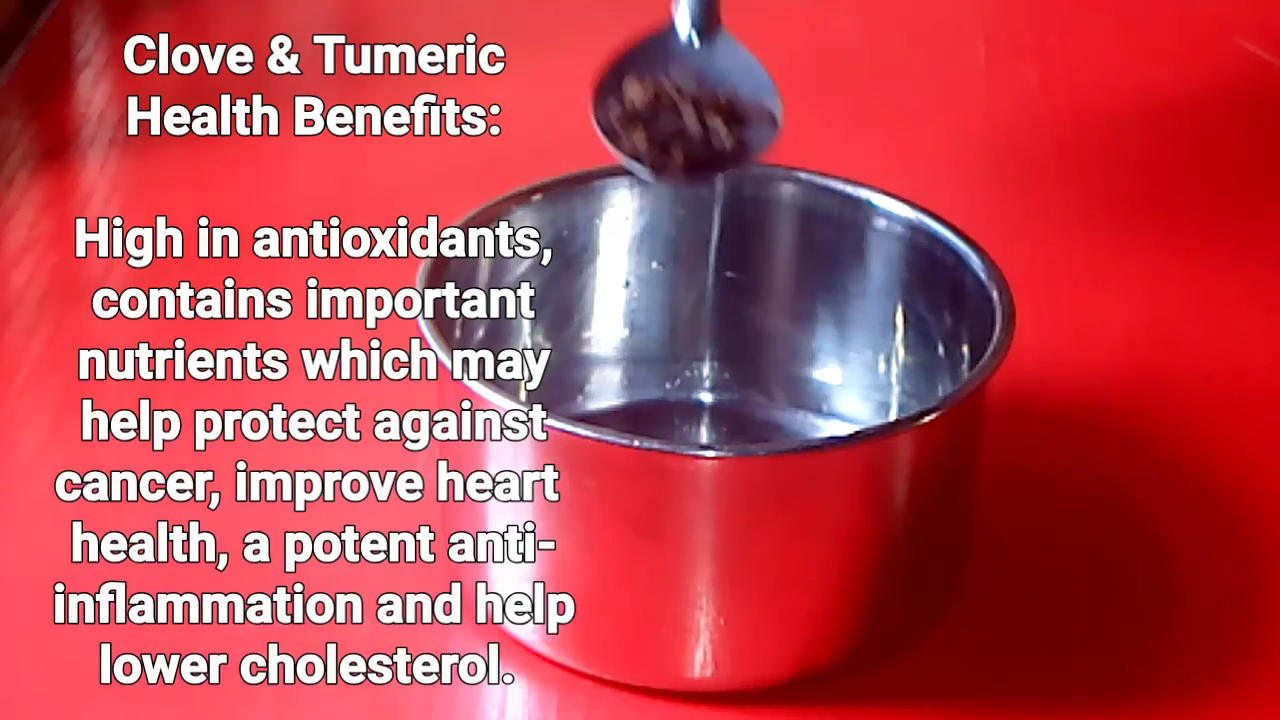 Clove & Tumeric
Health Benefits:
High in antioxidants,
contains important
nutrients which may
help protect against
cancer, improve heart
health, a potent anti-
inflammation and help
lower cholesterol.